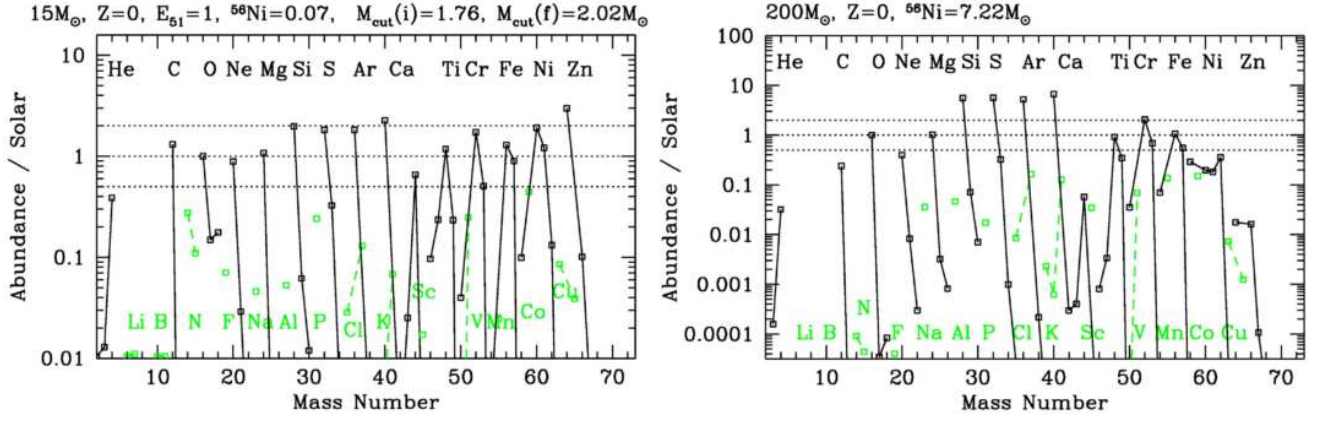 15M⊙, Z=0, E₅₁=1, ⁵⁶Ni=0.07, M_cut(i)=1.76, M_cut(f)=2.02M⊙
He C O Ne Mg Si S Ar Ca Ti Cr Fe Ni Zn
10
1
0.1
0.01
Abundance / Solar
Li B N F Na Al P Cl K Sc V Mn Co Cu
10 20 30 40 50 60 70
Mass Number
200M⊙, Z=0, ⁵⁶Ni=7.22M⊙
He C O Ne Mg Si S Ar Ca Ti Cr Fe Ni Zn
100
10
1
0.1
0.01
0.001
0.0001
Abundance / Solar
Li B N F Na Al P Cl K Sc V Mn Co Cu
10 20 30 40 50 60 70
Mass Number